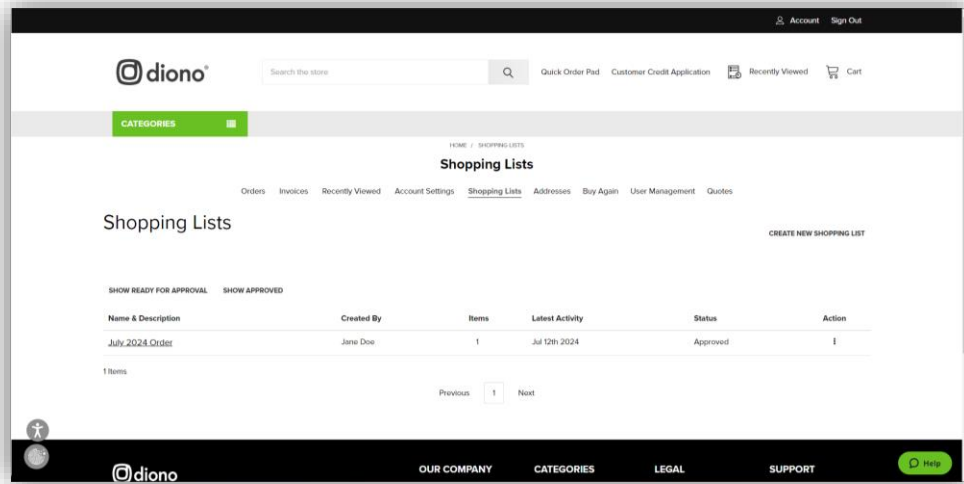 Account Sign Out
diono®
Search the store
Quick Order Pad Customer Credit Application Recently Viewed Cart
CATEGORIES
HOME / SHOPPING LISTS
Shopping Lists
Orders Invoices Recently Viewed Account Settings Shopping Lists Addresses Buy Again User Management Quotes
Shopping Lists
CREATE NEW SHOPPING LIST
SHOW READY FOR APPROVAL SHOW APPROVED
Name & Description Created By Items Latest Activity Status Action
July 2024 Order Jane Doe 1 Jul 12th 2024 Approved
1 Items
Previous 1 Next
diono OUR COMPANY CATEGORIES LEGAL SUPPORT
Help